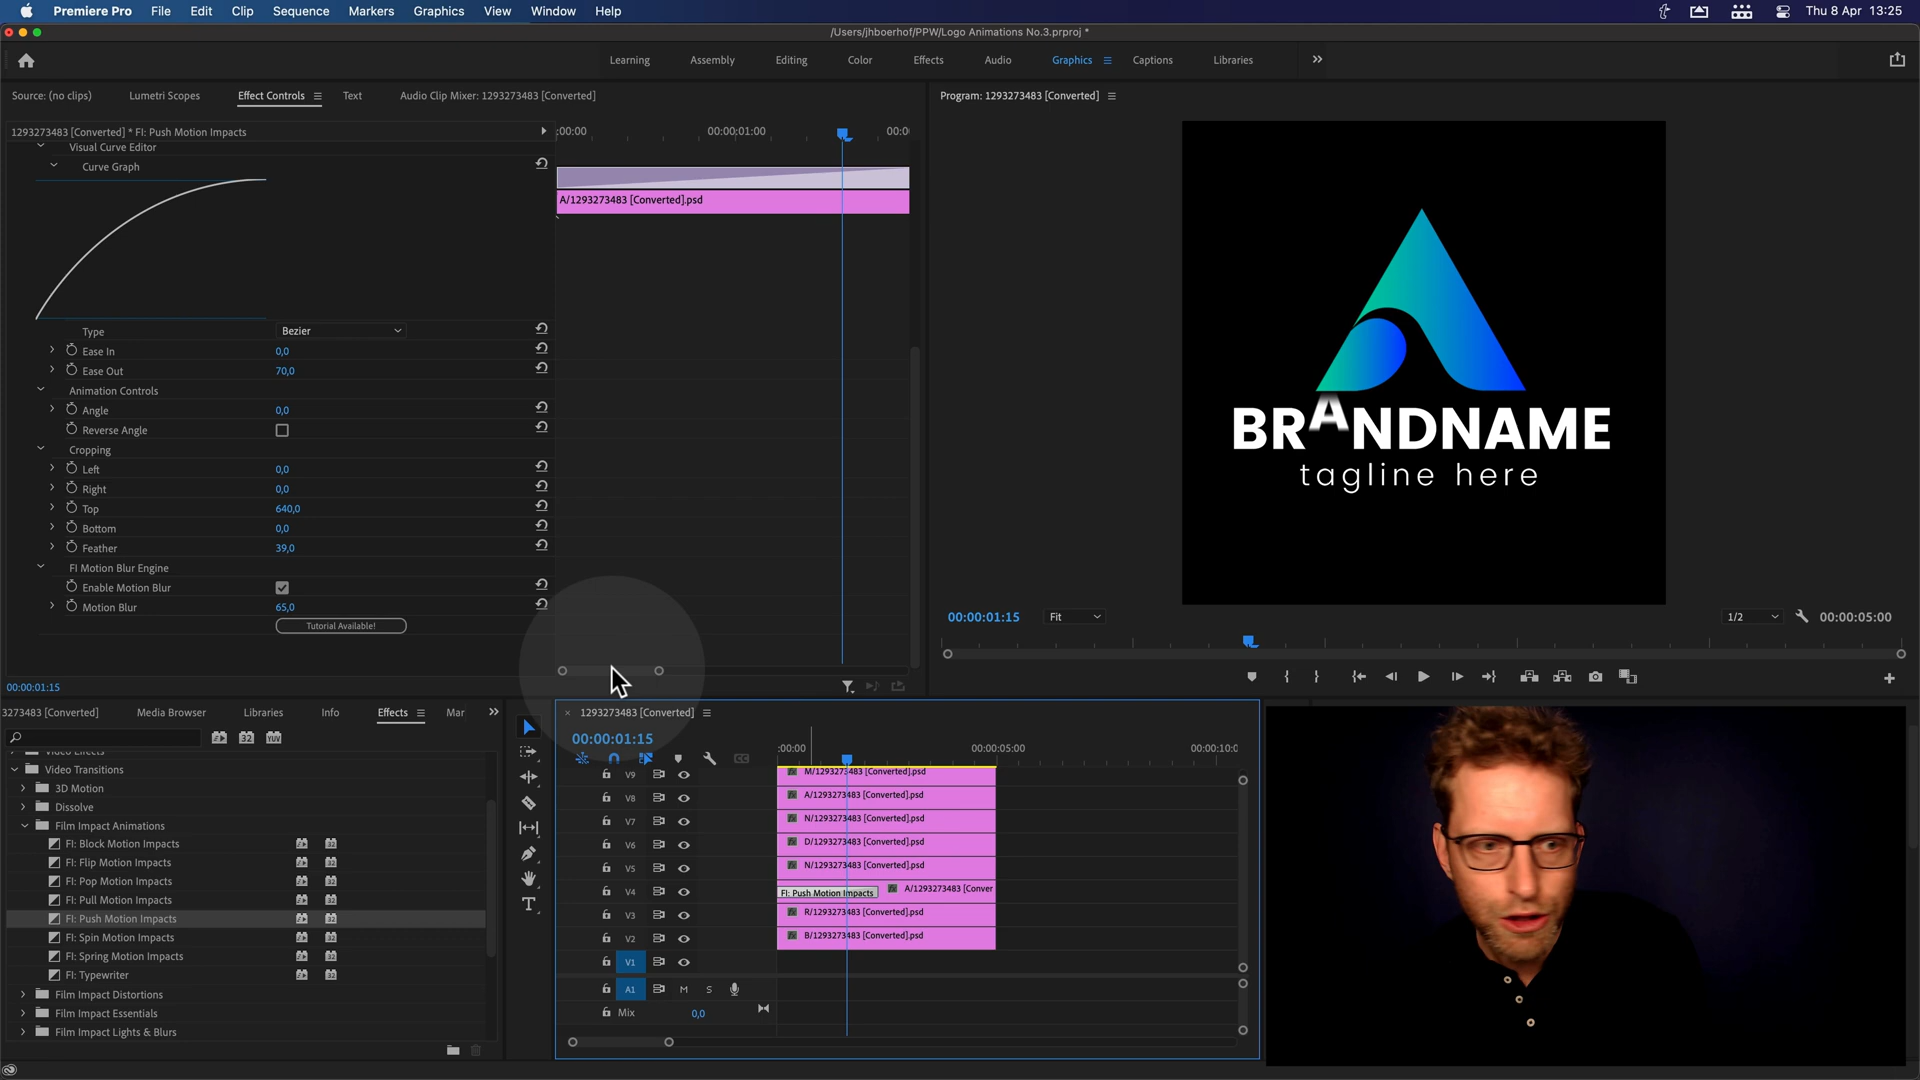 Premiere Pro File Edit Clip Sequence Markers Graphics View Window Help Thu 8 Apr 13:25
/Users/jhboerhof/PPW/Logo Animations No.3.prproj *
Learning Assembly Editing Color Effects Audio Graphics Captions Libraries
Source: (no clips) Lumetri Scopes Effect Controls Text Audio Clip Mixer: 1293273483 [Converted]
Program: 1293273483 [Converted]
1293273483 [Converted] * FI: Push Motion Impacts
:00:00 00:00:01:00 00:0
Visual Curve Editor
Curve Graph
A/1293273483 [Converted].psd
Type Bezier
Ease In 0,0
Ease Out 70,0
Animation Controls
Angle 0,0
Reverse Angle
Cropping
Left 0,0
Right 0,0
Top 640,0
Bottom 0,0
Feather 39,0
FI Motion Blur Engine
Enable Motion Blur
Motion Blur 65,0
Tutorial Available!
00:00:01:15
BRANDNAME
tagline here
00:00:01:15 Fit 1/2 00:00:05:00
3273483 [Converted] Media Browser Libraries Info Effects Mar
YUV
Video Effects
Video Transitions
3D Motion
Dissolve
Film Impact Animations
FI: Block Motion Impacts
FI: Flip Motion Impacts
FI: Pop Motion Impacts
FI: Pull Motion Impacts
FI: Push Motion Impacts
FI: Spin Motion Impacts
FI: Spring Motion Impacts
FI: Typewriter
Film Impact Distortions
Film Impact Essentials
Film Impact Lights & Blurs
1293273483 [Converted]
00:00:01:15
:00:00 00:00:05:00 00:00:10:0
V9 M/1293273483 [Converted].psd
V8 A/1293273483 [Converted].psd
V7 N/1293273483 [Converted].psd
V6 D/1293273483 [Converted].psd
V5 N/1293273483 [Converted].psd
V4 FI: Push Motion Impacts A/1293273483 [Conver
V3 R/1293273483 [Converted].psd
V2 B/1293273483 [Converted].psd
V1
A1 M S
Mix 0,0